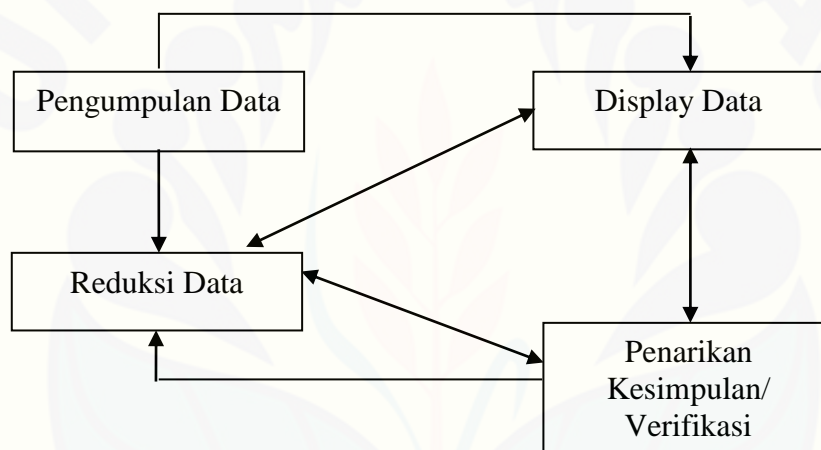 Pengumpulan Data
Display Data
Reduksi Data
Penarikan
Kesimpulan/
Verifikasi